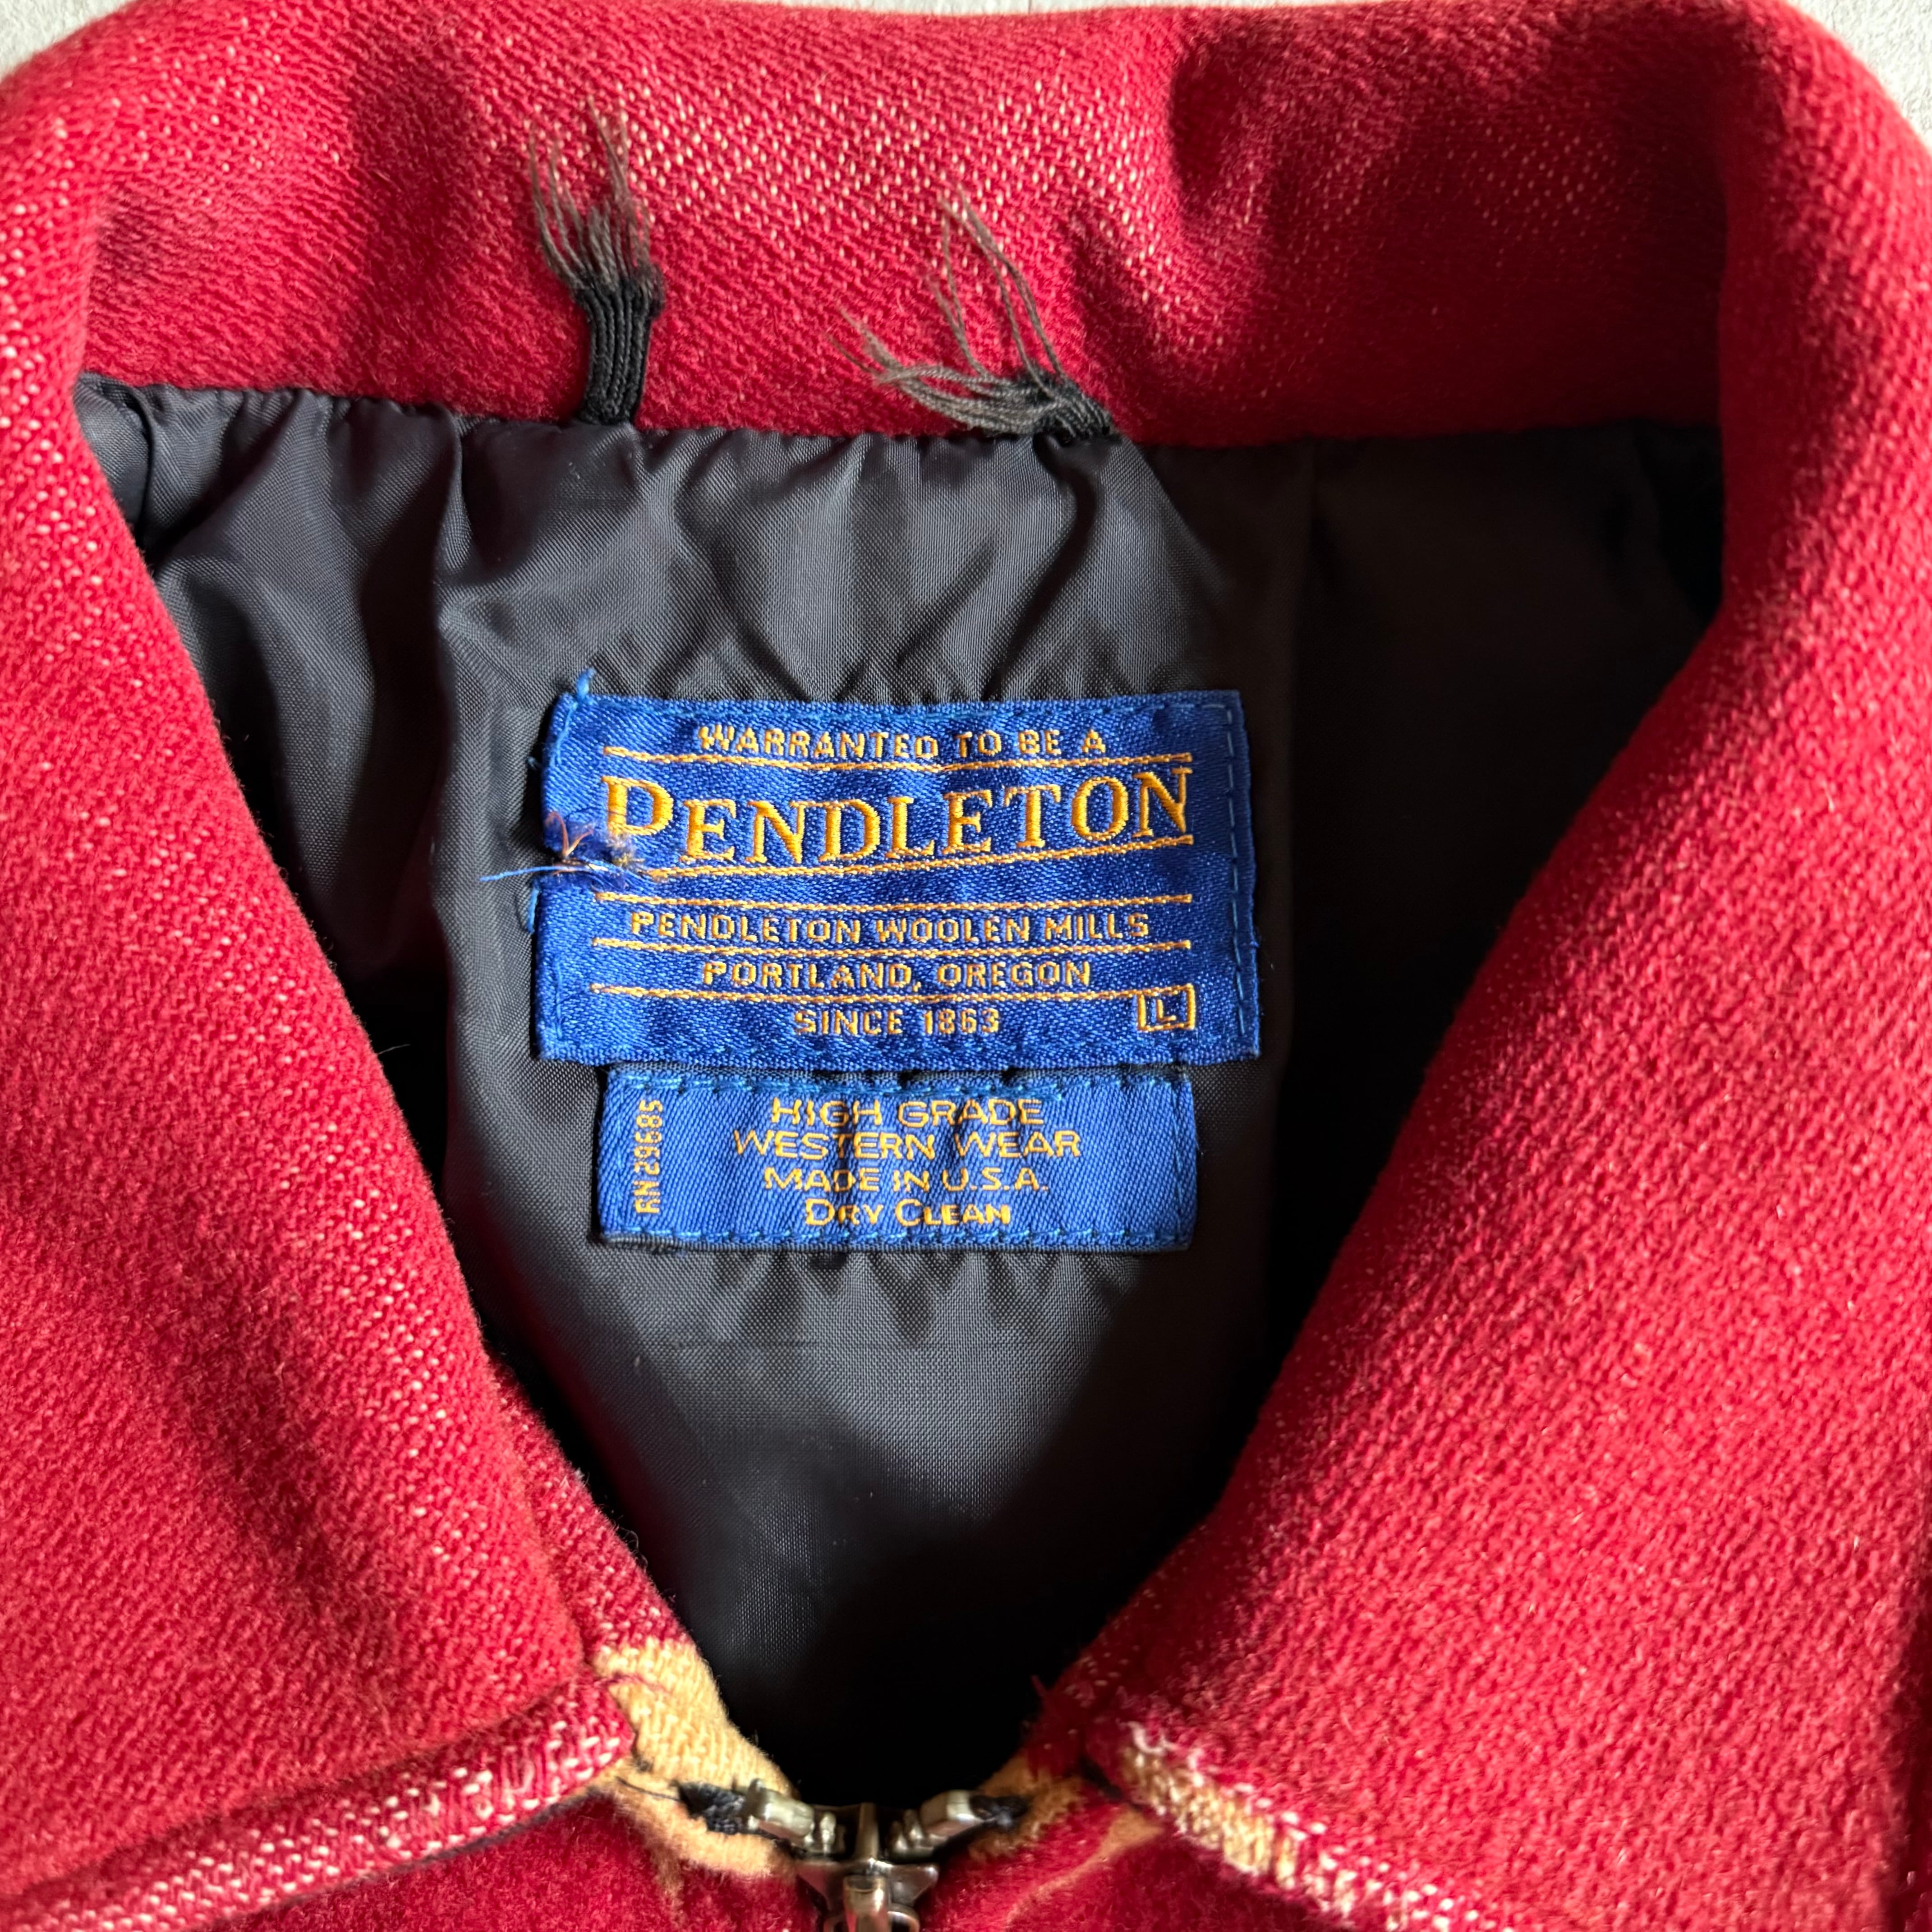 WARRANTED TO BE A
PENDLETON
PENDLETON WOOLEN MILLS
PORTLAND, OREGON
SINCE 1863
L
RN 29685
HIGH GRADE
WESTERN WEAR
MADE IN U.S.A.
DRY CLEAN